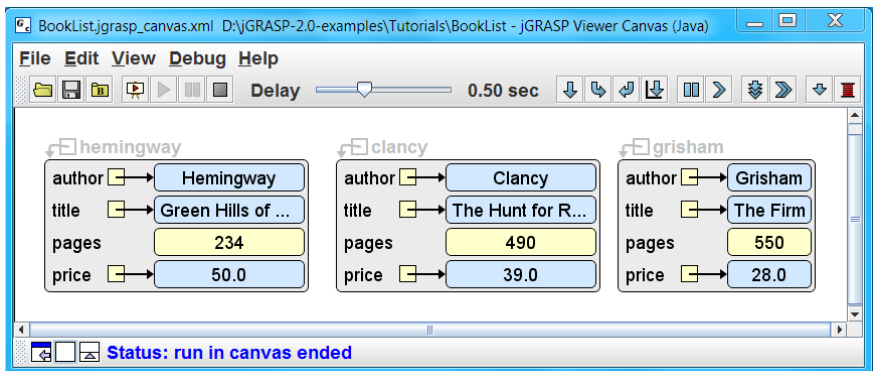 BookList.jgrasp_canvas.xml D:\jGRASP-2.0-examples\Tutorials\BookList - jGRASP Viewer Canvas (Java)
File Edit View Debug Help
Delay 0.50 sec
hemingway clancy grisham
author Hemingway author Clancy author Grisham
title Green Hills of ... title The Hunt for R... title The Firm
pages 234 pages 490 pages 550
price 50.0 price 39.0 price 28.0
Status: run in canvas ended